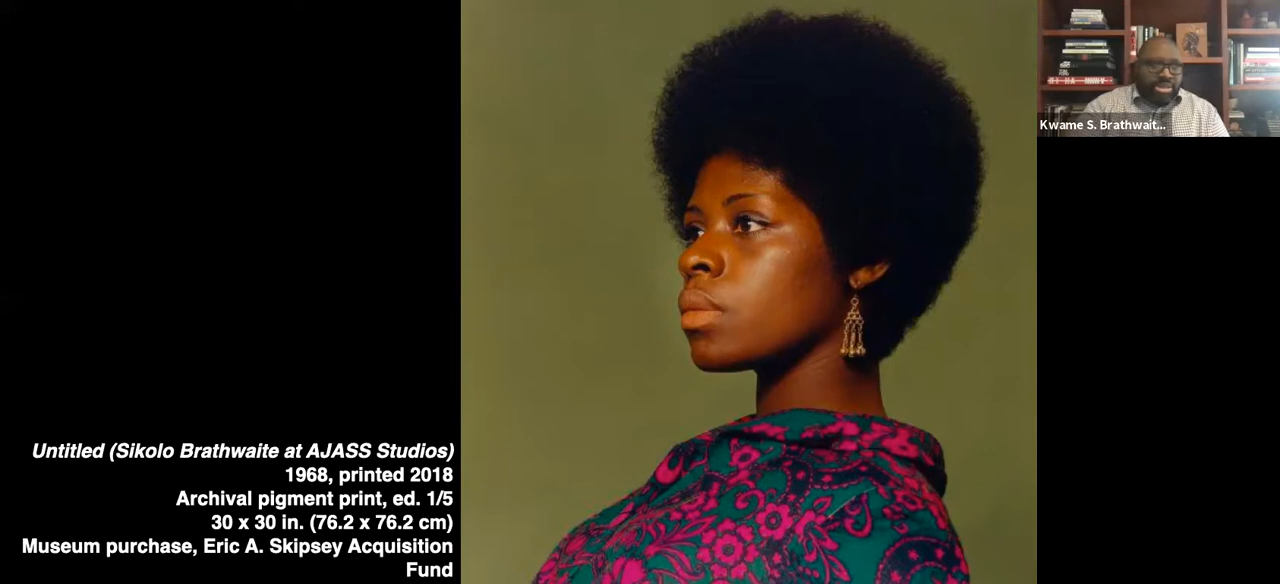 Untitled (Sikolo Brathwaite at AJASS Studios)
1968, printed 2018
Archival pigment print, ed. 1/5
30 x 30 in. (76.2 x 76.2 cm)
Museum purchase, Eric A. Skipsey Acquisition
Fund
Kwame S. Brathwait...